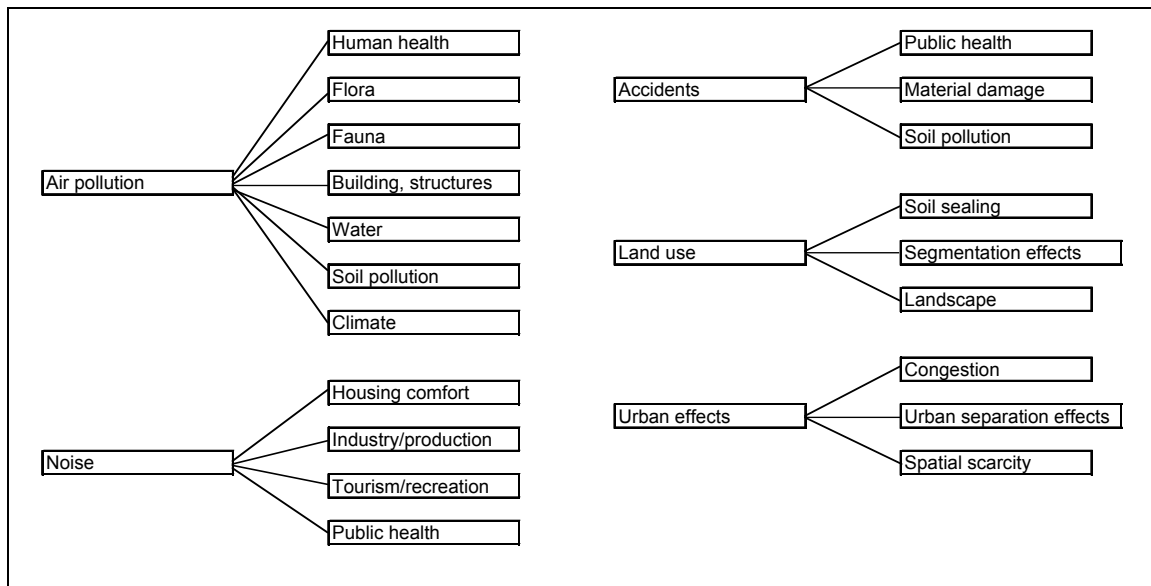 Air pollution
Human health
Flora
Fauna
Building, structures
Water
Soil pollution
Climate
Noise
Housing comfort
Industry/production
Tourism/recreation
Public health
Accidents
Public health
Material damage
Soil pollution
Land use
Soil sealing
Segmentation effects
Landscape
Urban effects
Congestion
Urban separation effects
Spatial scarcity